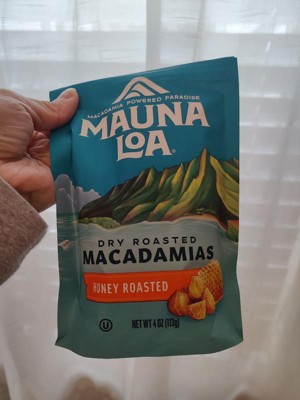 MACADAMIA POWERED PARADISE
MAUNA
LOA®
DRY ROASTED
MACADAMIAS
HONEY ROASTED
U
NET WT 4 OZ (113g)